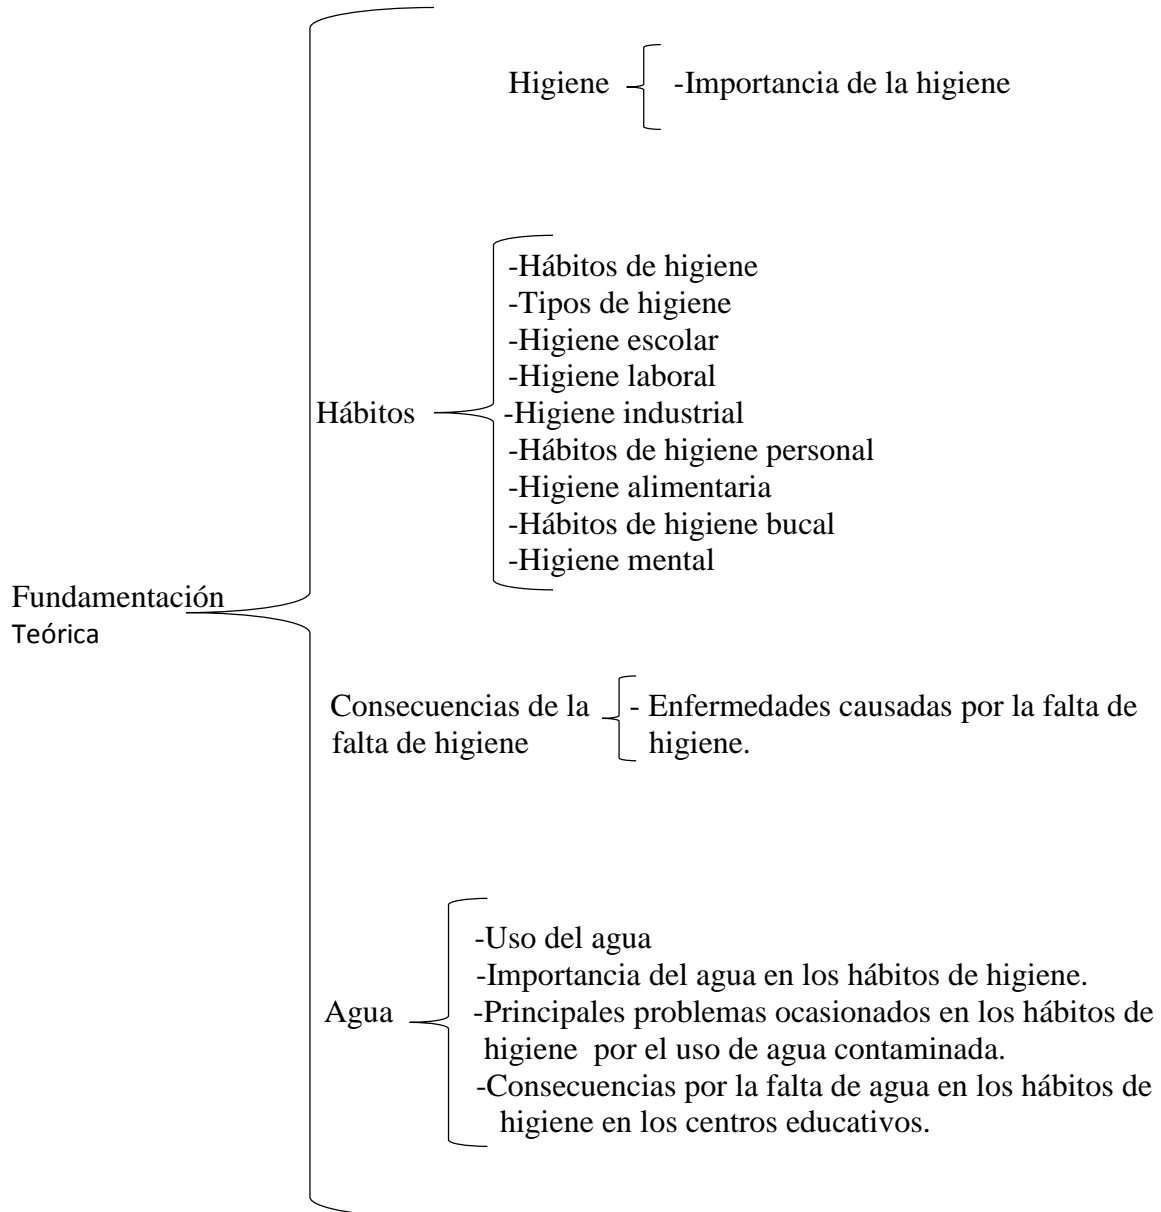 Fundamentación
Teórica
Higiene
-Importancia de la higiene
Hábitos
-Hábitos de higiene
-Tipos de higiene
-Higiene escolar
-Higiene laboral
-Higiene industrial
-Hábitos de higiene personal
-Higiene alimentaria
-Hábitos de higiene bucal
-Higiene mental
Consecuencias de la
falta de higiene
- Enfermedades causadas por la falta de
higiene.
Agua
-Uso del agua
-Importancia del agua en los hábitos de higiene.
-Principales problemas ocasionados en los hábitos de
higiene por el uso de agua contaminada.
-Consecuencias por la falta de agua en los hábitos de
higiene en los centros educativos.